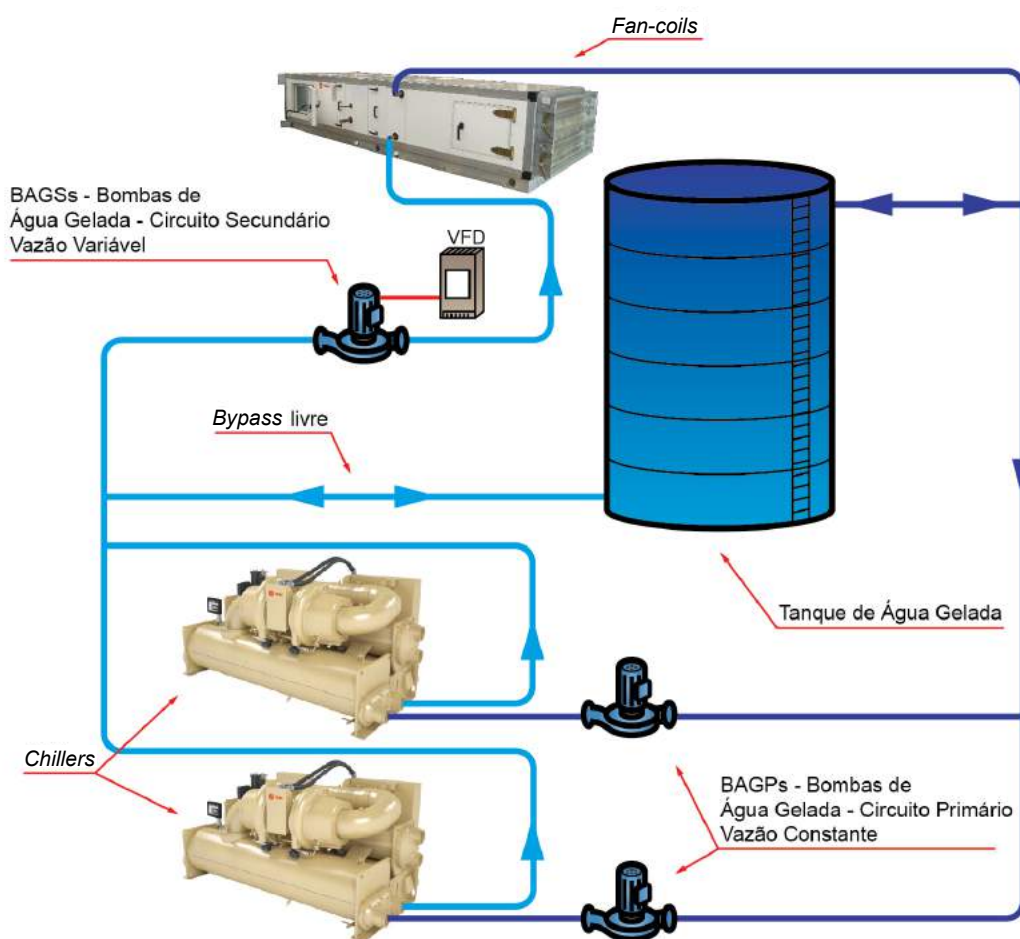 Fan-coils
BAGSs - Bombas de
Água Gelada - Circuito Secundário
Vazão Variável
VFD
Bypass livre
Tanque de Água Gelada
Chillers
BAGPs - Bombas de
Água Gelada - Circuito Primário
Vazão Constante